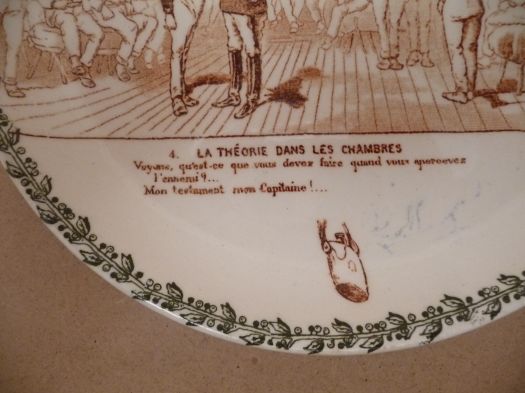 4. LA THÉORIE DANS LES CHAMBRES
Voyons, qu'est-ce que vous devez faire quand vous apercevez
l'ennemi ?...
Mon testament mon Capitaine !...